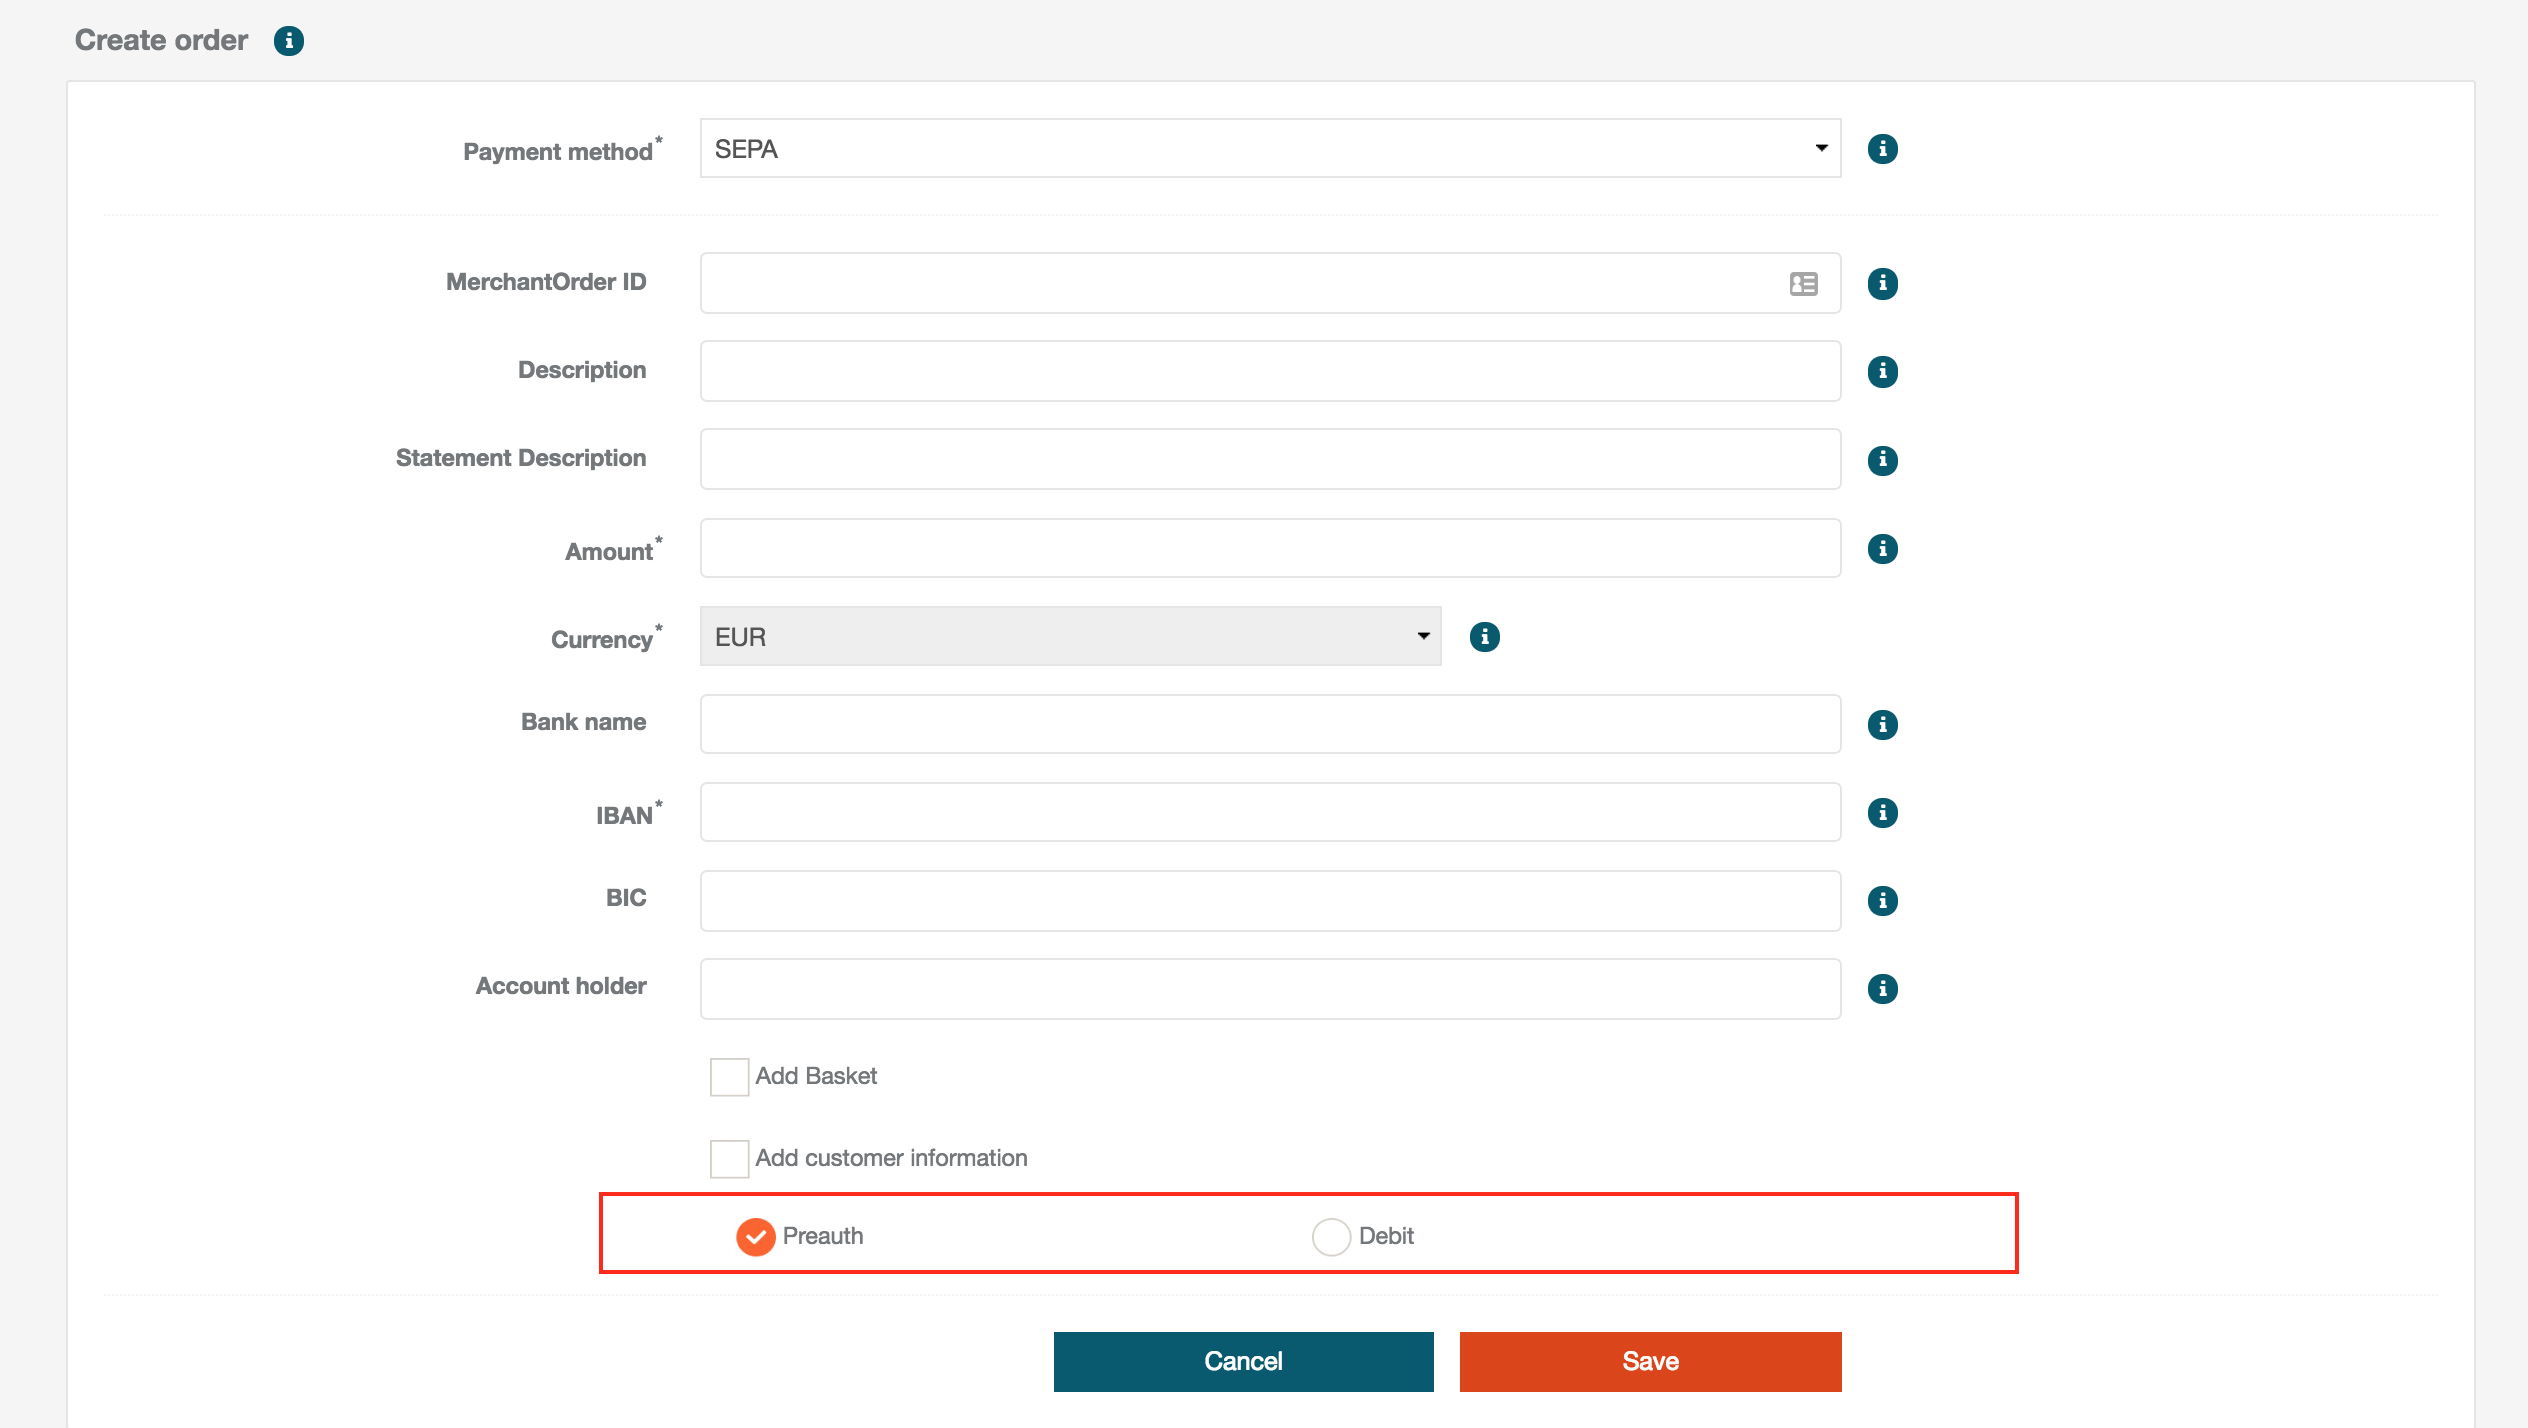 Create order
Payment method*
SEPA
MerchantOrder ID
Description
Statement Description
Amount*
Currency*
EUR
Bank name
IBAN*
BIC
Account holder
Add Basket
Add customer information
Preauth
Debit
Cancel
Save